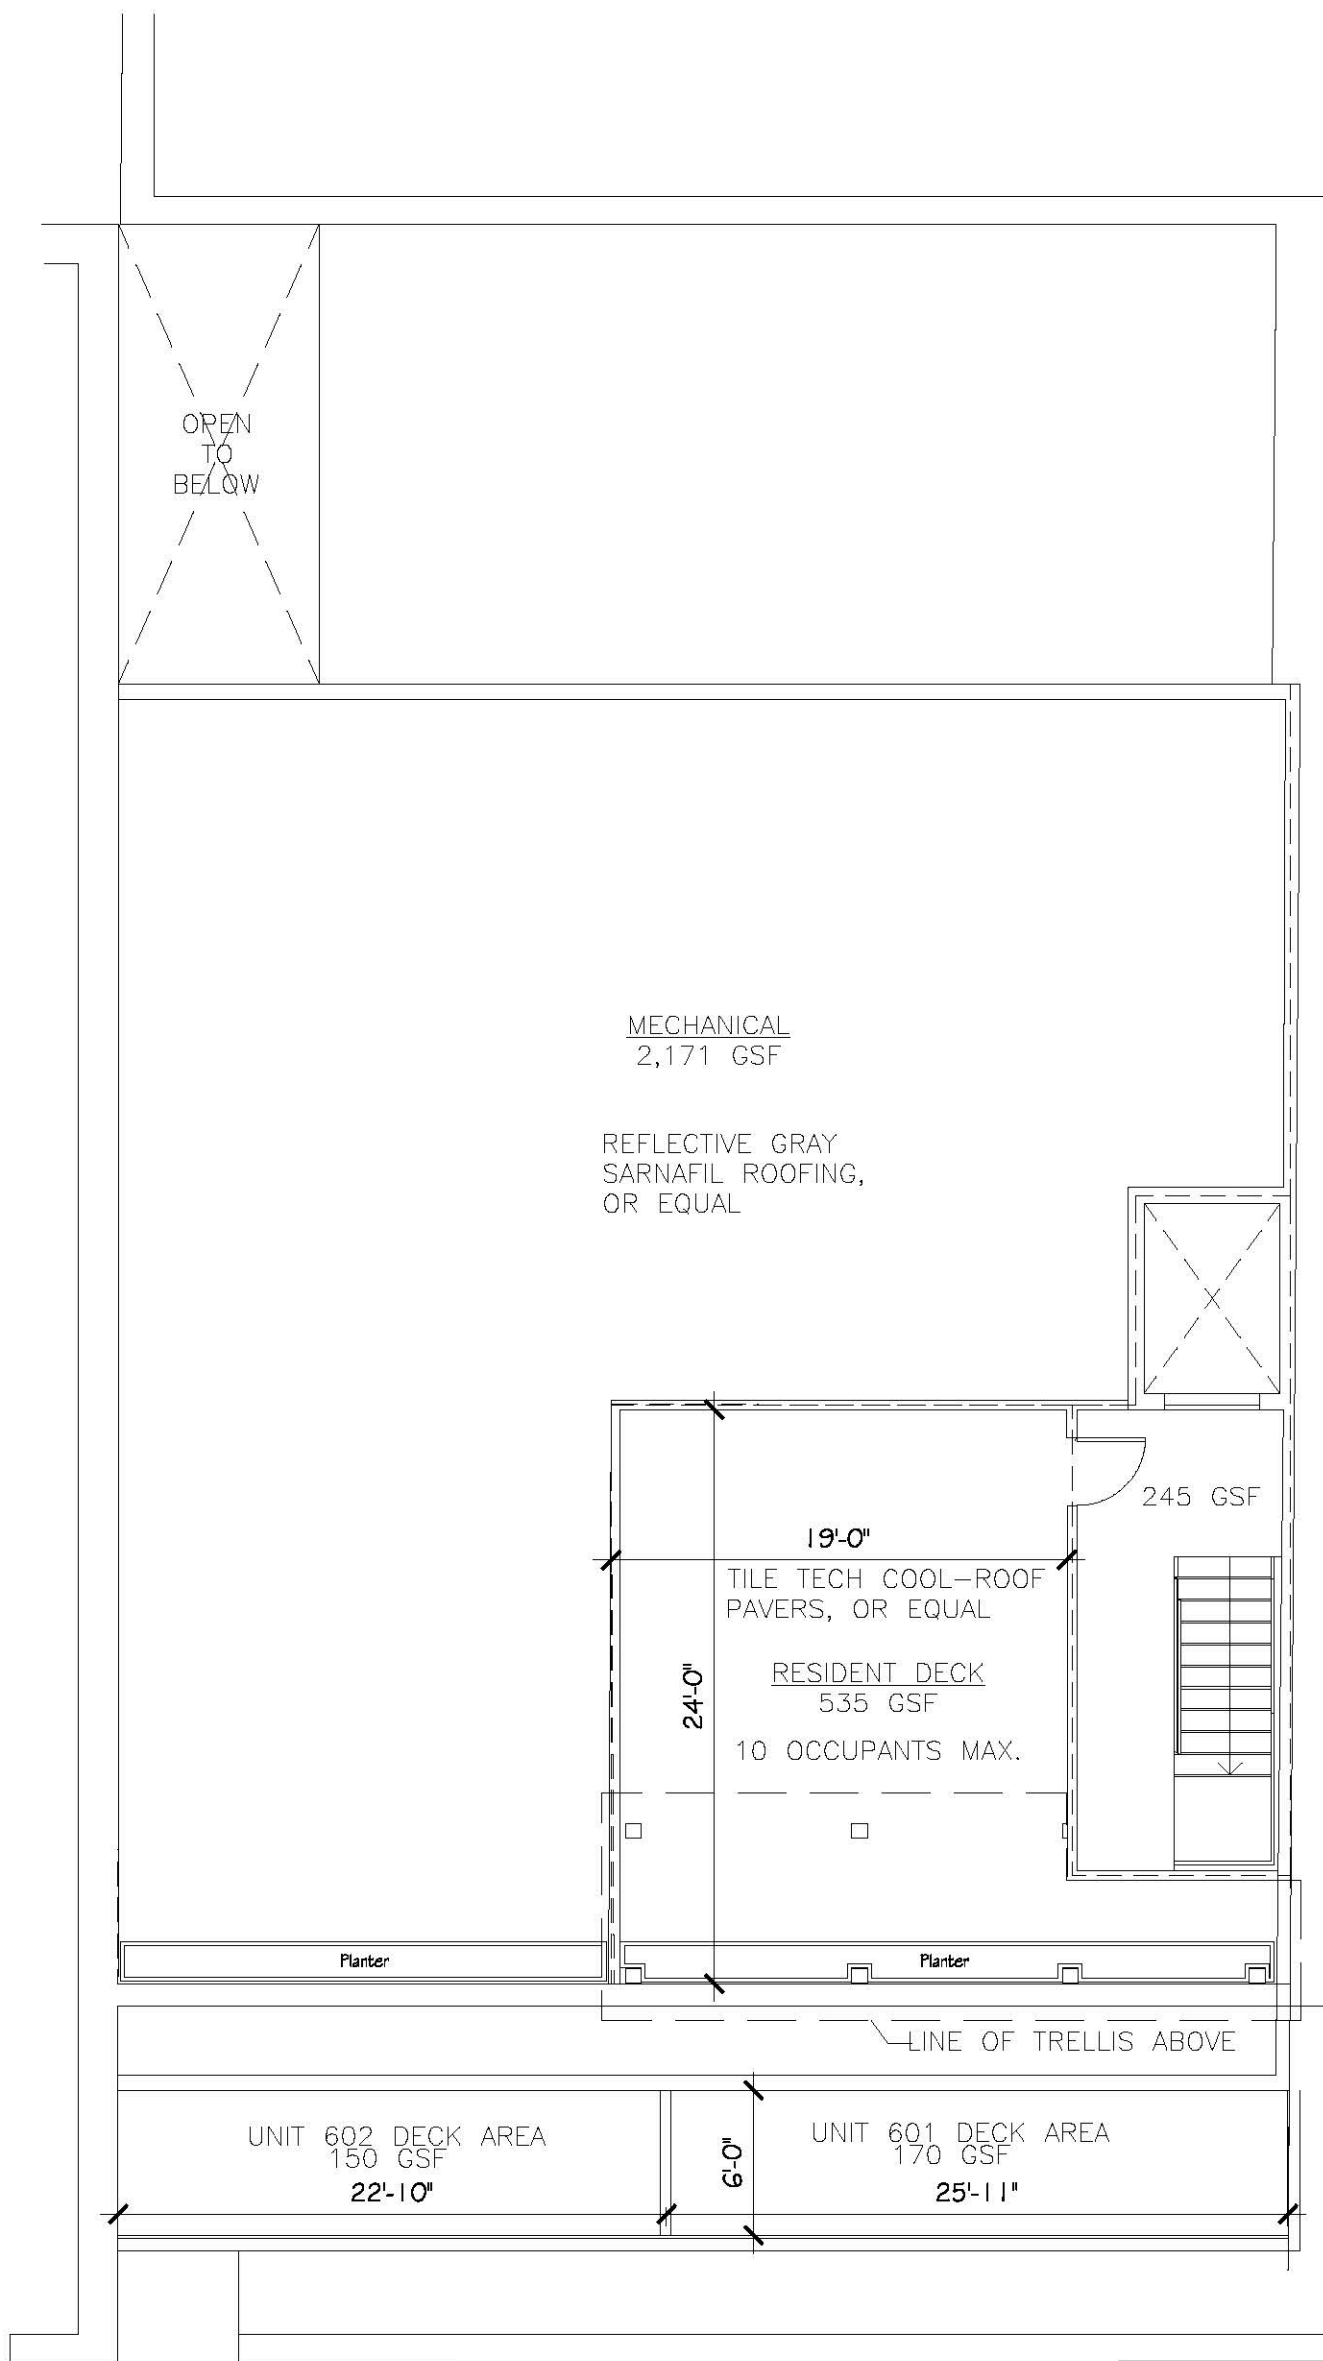 OPEN
TO
BELOW
MECHANICAL
2,171 GSF
REFLECTIVE GRAY
SARNAFIL ROOFING,
OR EQUAL
245 GSF
19'-0"
TILE TECH COOL-ROOF
PAVERS, OR EQUAL
24'-0"
RESIDENT DECK
535 GSF
10 OCCUPANTS MAX.
Planter
Planter
LINE OF TRELLIS ABOVE
UNIT 602 DECK AREA
150 GSF
22'-10"
6'-0"
UNIT 601 DECK AREA
170 GSF
25'-11"